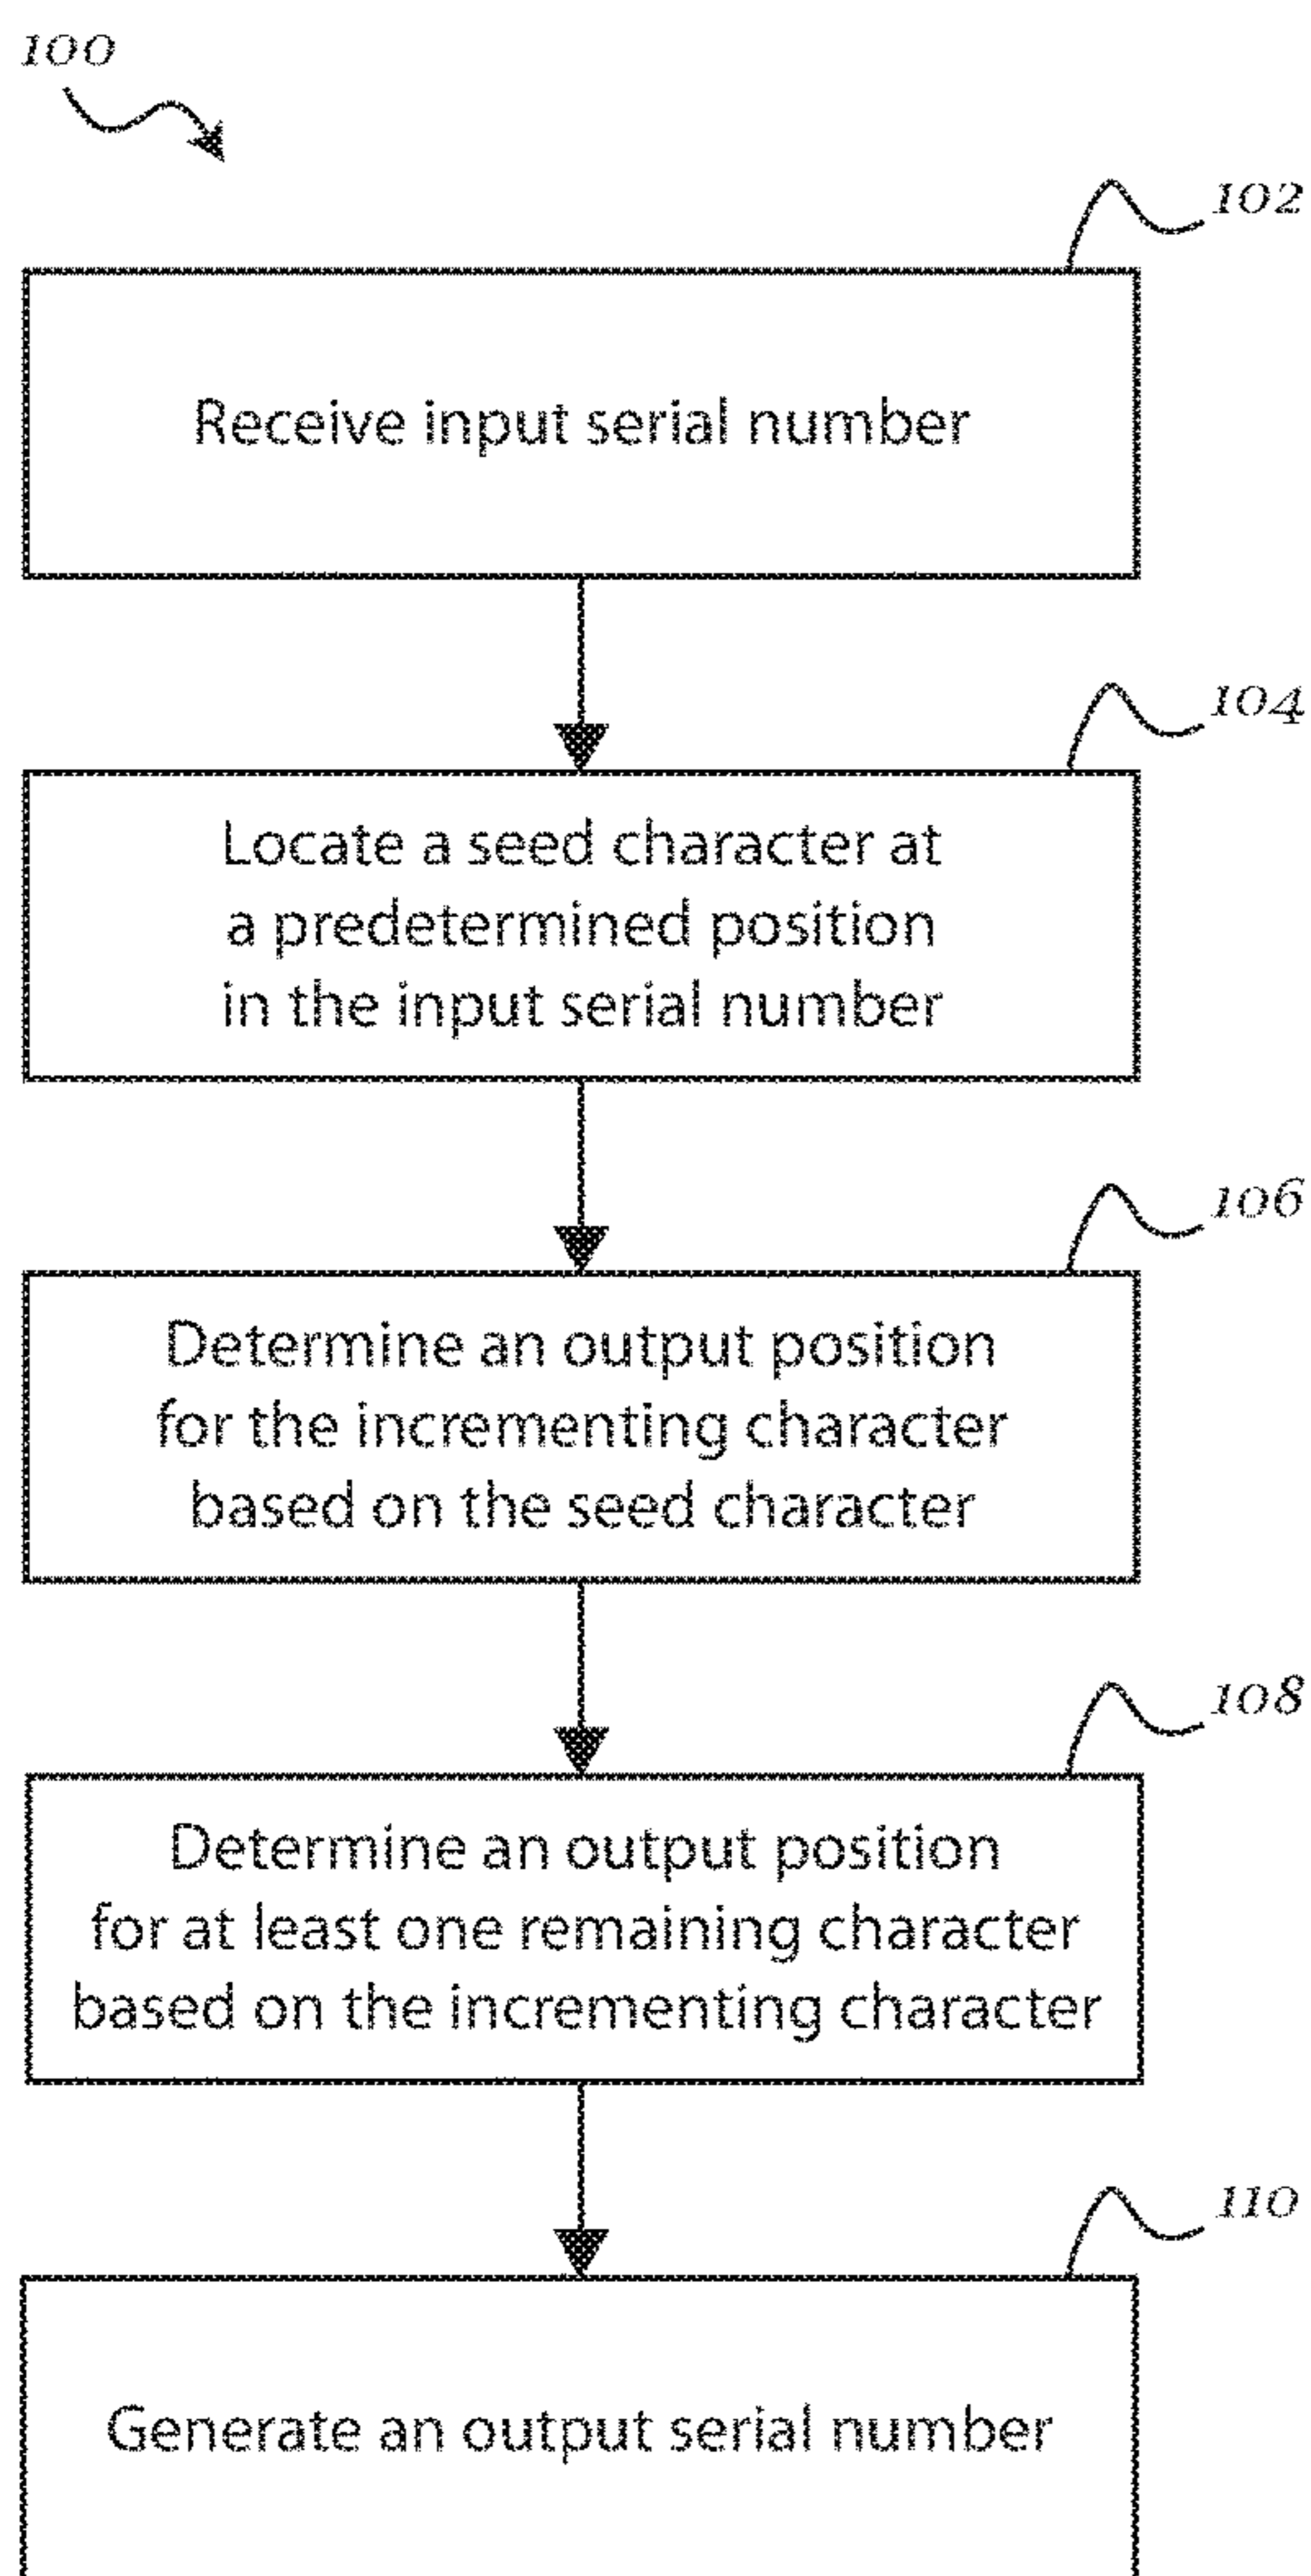 100
102
Receive input serial number
104
Locate a seed character at
a predetermined position
in the input serial number
106
Determine an output position
for the incrementing character
based on the seed character
108
Determine an output position
for at least one remaining character
based on the incrementing character
110
Generate an output serial number